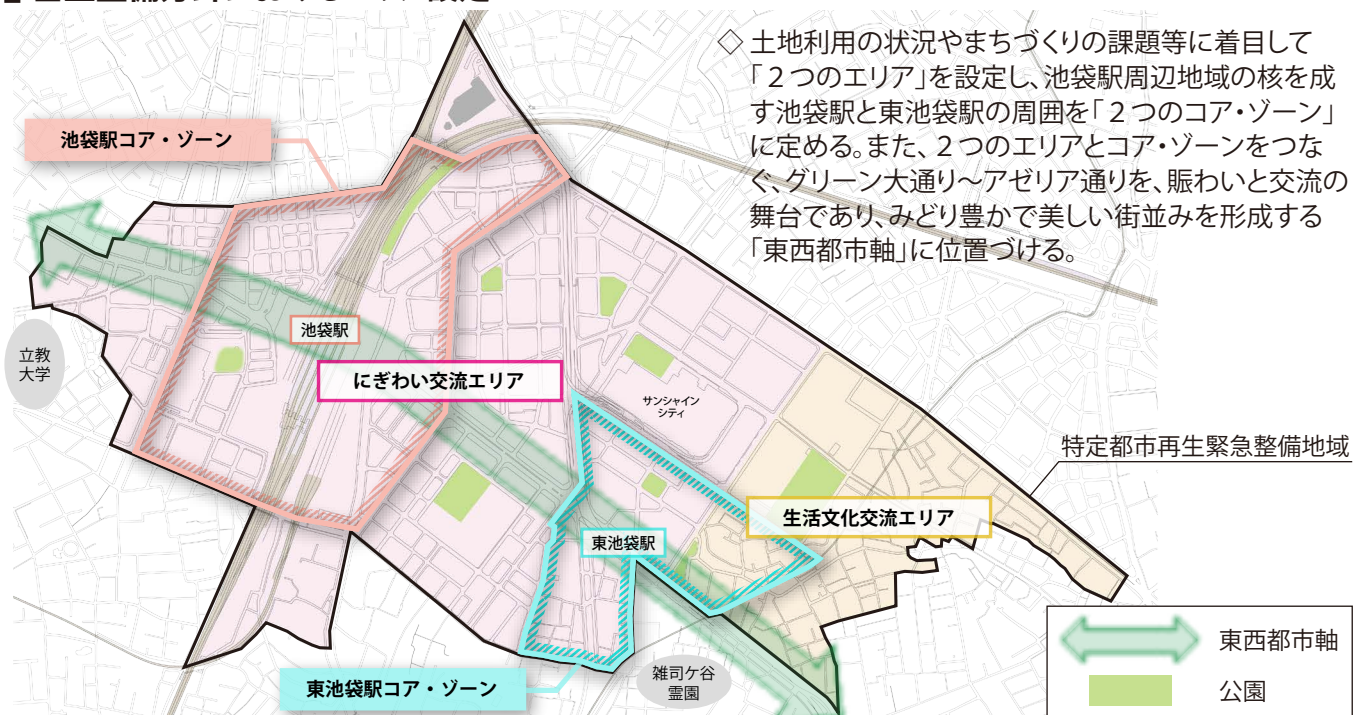 ◇ 土地利用の状況やまちづくりの課題等に着目して
「２つのエリア」を設定し、池袋駅周辺地域の核を成
す池袋駅と東池袋駅の周囲を「２つのコア・ゾーン」
に定める。また、２つのエリアとコア・ゾーンをつな
ぐ、グリーン大通り～アゼリア通りを、賑わいと交流の
舞台であり、みどり豊かで美しい街並みを形成する
「東西都市軸」に位置づける。
池袋駅コア・ゾーン
池袋駅
立教
大学
にぎわい交流エリア
サンシャイン
シティ
特定都市再生緊急整備地域
生活文化交流エリア
東池袋駅
東池袋駅コア・ゾーン
雑司ケ谷
霊園
東西都市軸
公園